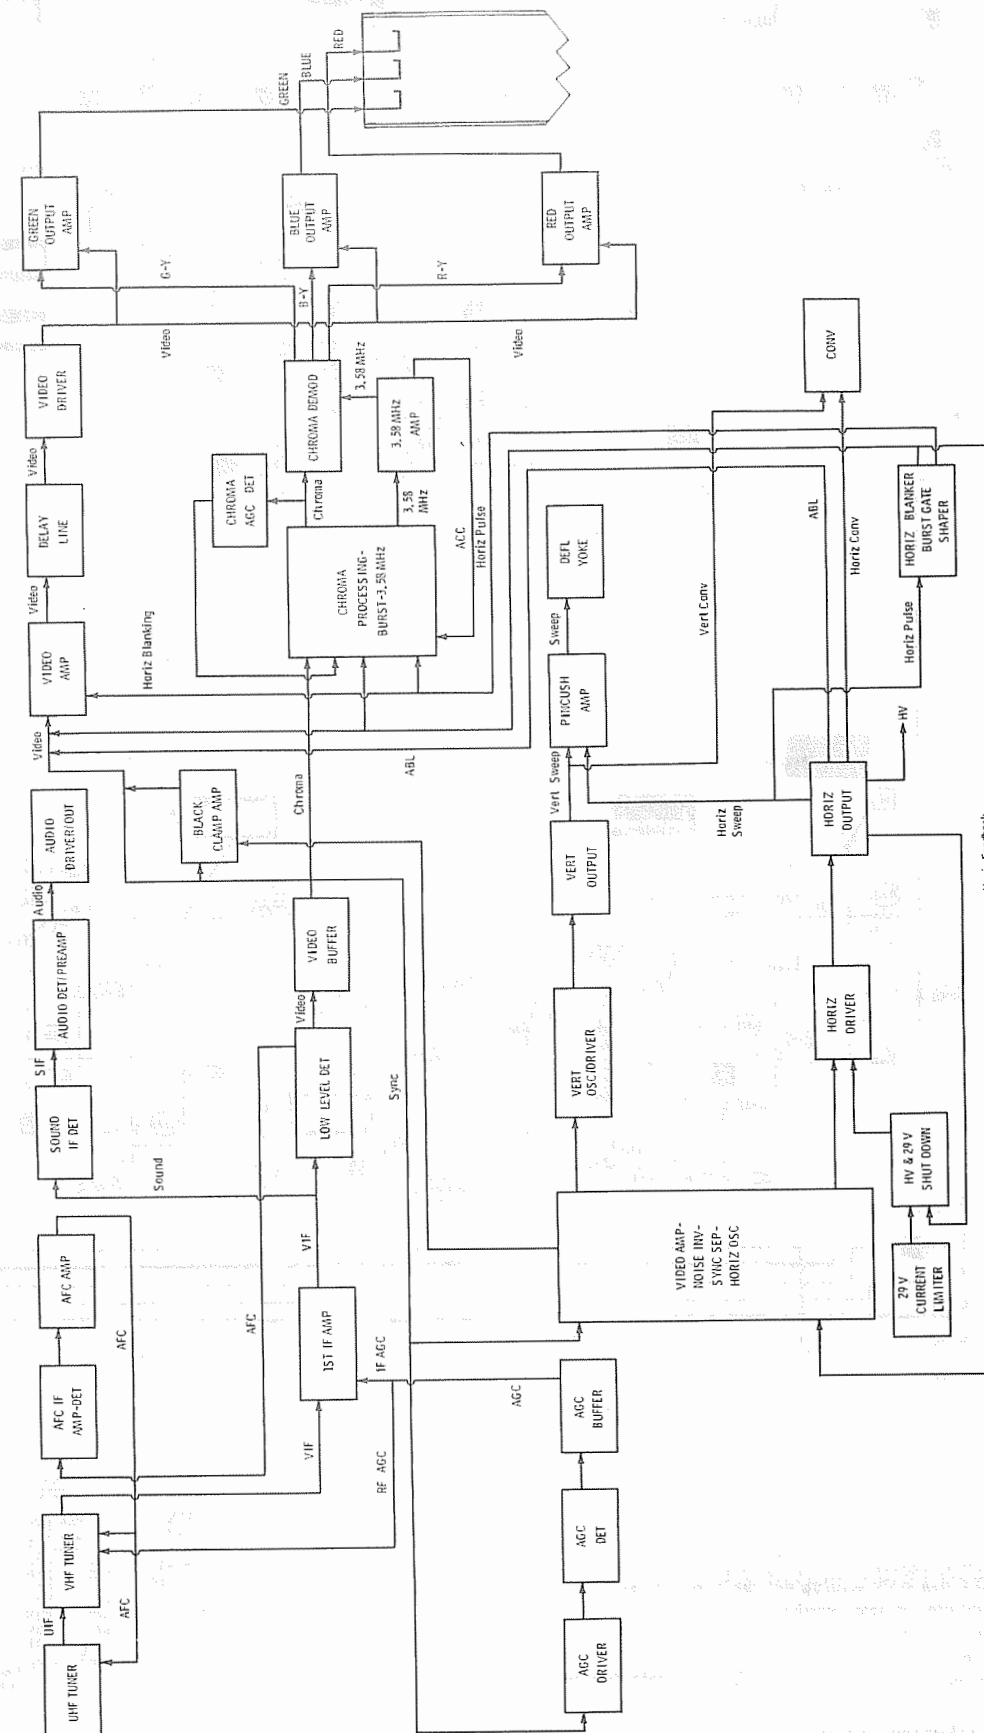 UHF TUNER
UIF
AFC
VHF TUNER
AFC IF
AMP-DET
AFC AMP
AFC
AFC
VIF
1ST IF AMP
IF AGC
RF AGC
VIF
Sound
SOUND
IF DET
SIF
AUDIO DET/PREAMP
Audio
AUDIO
DRIVER/OUT
LOW LEVEL DET
Video
VIDEO
BUFFER
Chroma
Sync
BLACK
CLAMP AMP
Video
VIDEO
AMP
Video
DELAY
LINE
Video
VIDEO
DRIVER
Horiz Blanking
ABL
CHROMA
PROCESSING-
BURST-3.58 MHz
CHROMA
AGC DET
Chroma
CHROMA DEMOD
3.58
MHz
3.58 MHz
AMP
3.58 MHz
ACC
Horiz Pulse
Video
Video
G-Y
B-Y
R-Y
GREEN
OUTPUT
AMP
BLUE
OUTPUT
AMP
RED
OUTPUT
AMP
GREEN
BLUE
RED
AGC
DRIVER
AGC
DET
AGC
BUFFER
AGC
VIDEO AMP-
NOISE INV-
SYNC SEP-
HORIZ OSC
VERT
OSC/DRIVER
VERT
OUTPUT
Vert Sweep
PINCUSH
AMP
Sweep
DEFL
YOKE
Vert Conv
29V
CURRENT
LIMITER
HV & 29V
SHUT DOWN
HORIZ
DRIVER
HORIZ
OUTPUT
Horiz
Sweep
HV
Horiz Pulse
HORIZ BLANKER
BURST GATE
SHAPER
ABL
Horiz Conv
CONV